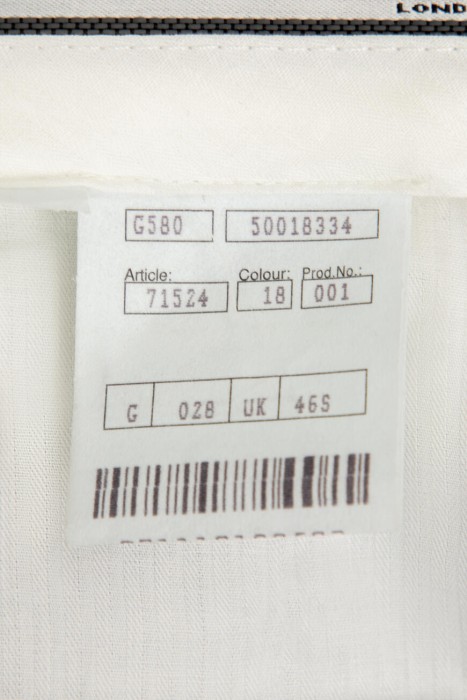 LOND
G580 50018334
Article: Colour: Prod.No.:
71524 18 001
G 028 UK 46S